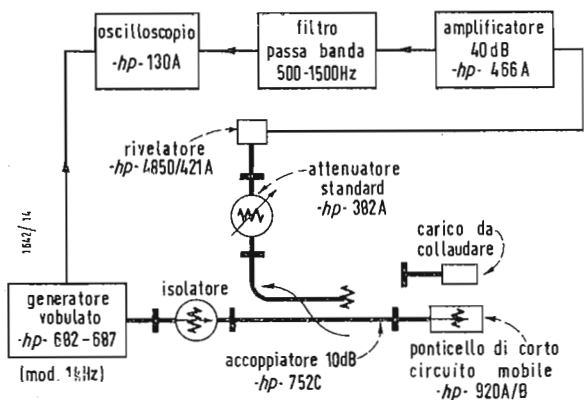 oscilloscopio
-hp- 130A
filtro
passa banda
500-1500Hz
amplificatore
40dB
-hp- 466A
rivelatore
-hp- 4850/421A
attenuatore
standard
-hp- 382A
carico da
collaudare
1642/14
generatore
vobulato
-hp- 682-687
(mod. 1kHz)
isolatore
accoppiatore 10dB
-hp- 752C
ponticello di corto
circuito mobile
-hp- 920A/B